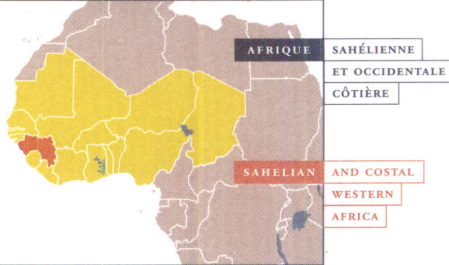 AFRIQUE SAHÉLIENNE
ET OCCIDENTALE
CÔTIÈRE
SAHELIAN AND COSTAL
WESTERN
AFRICA